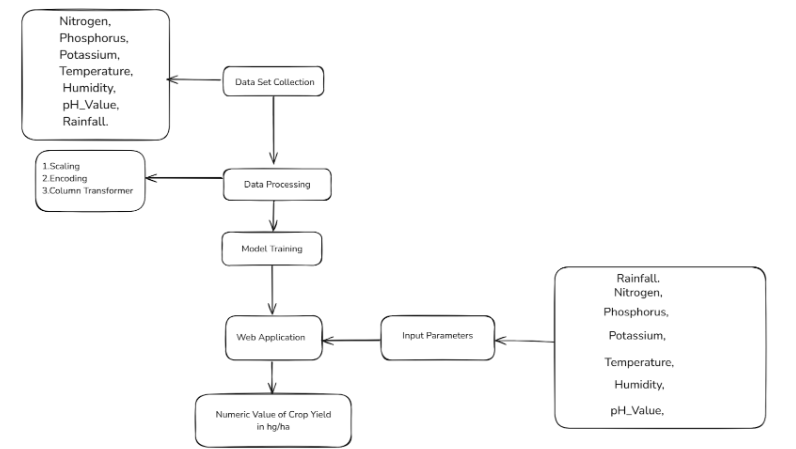 Nitrogen,
Phosphorus,
Potassium,
Temperature,
Humidity,
pH_Value,
Rainfall.
Data Set Collection
1.Scaling
2.Encoding
3.Column Transformer
Data Processing
Model Training
Web Application
Input Parameters
Rainfall.
Nitrogen,
Phosphorus,
Potassium,
Temperature,
Humidity,
pH_Value,
Numeric Value of Crop Yield
in hg/ha